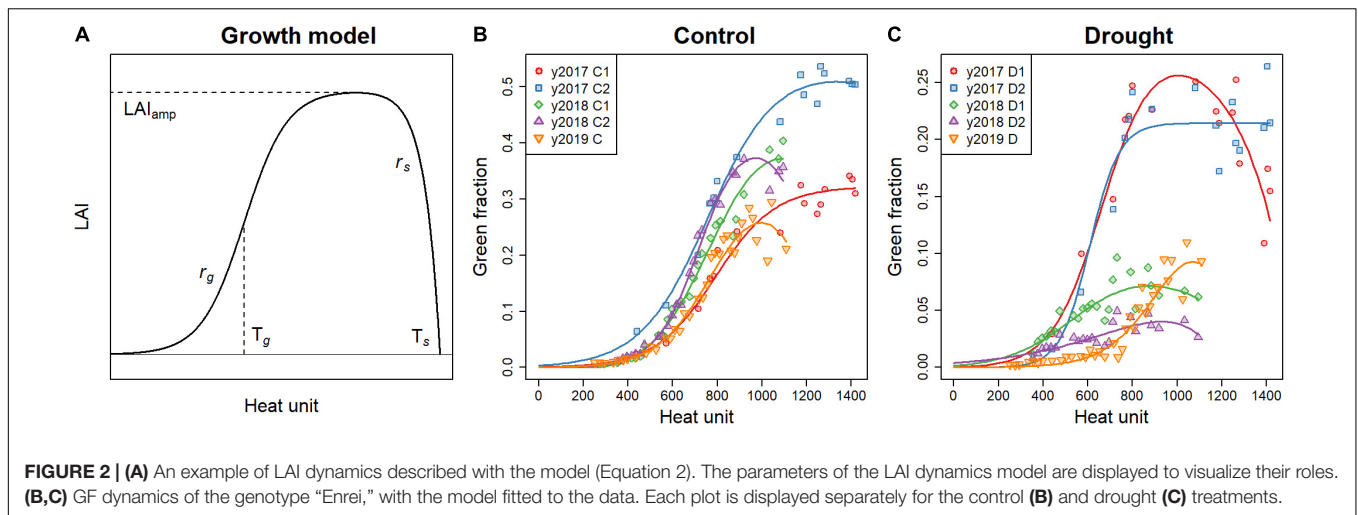 A Growth model
LAI
LAIamp
rg
rs
Tg
Ts
Heat unit
B Control
Green fraction
0.5
0.4
0.3
0.2
0.1
0.0
y2017 C1
y2017 C2
y2018 C1
y2018 C2
y2019 C
0 200 400 600 800 1000 1200 1400
Heat unit
C Drought
Green fraction
0.25
0.20
0.15
0.10
0.05
0.00
y2017 D1
y2017 D2
y2018 D1
y2018 D2
y2019 D
0 200 400 600 800 1000 1200 1400
Heat unit
FIGURE 2 | (A) An example of LAI dynamics described with the model (Equation 2). The parameters of the LAI dynamics model are displayed to visualize their roles.
(B,C) GF dynamics of the genotype “Enrei,” with the model fitted to the data. Each plot is displayed separately for the control (B) and drought (C) treatments.